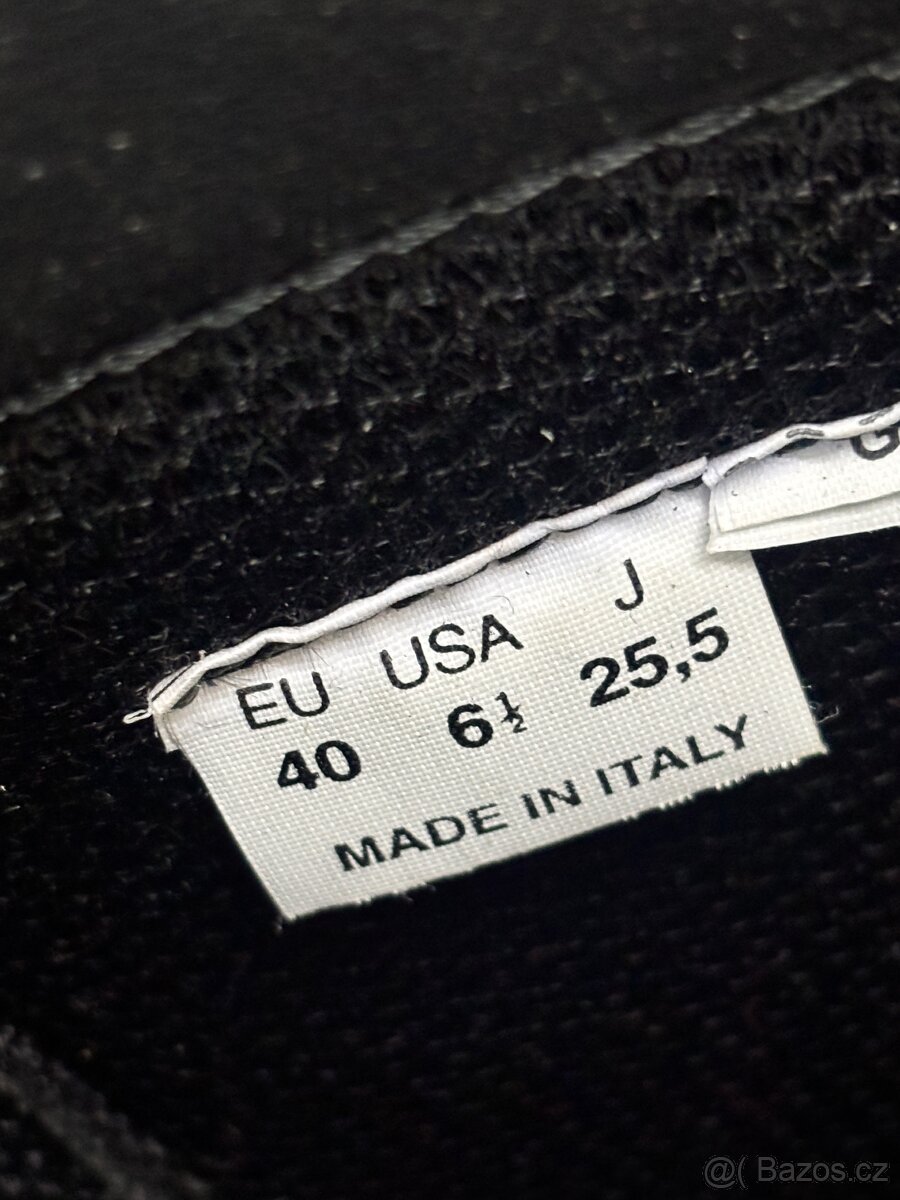 G
EU USA J
40 6½ 25,5
MADE IN ITALY
@( Bazos.cz